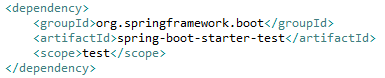 <dependency>
    <groupId>org.springframework.boot</groupId>
    <artifactId>spring-boot-starter-test</artifactId>
    <scope>test</scope>
</dependency>